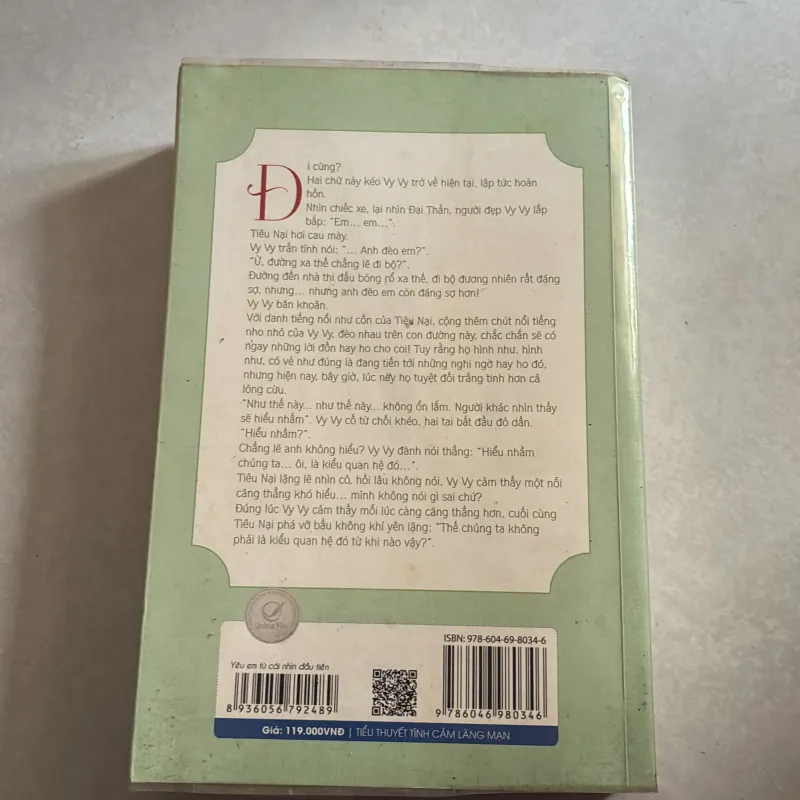 Đi cùng?
Hai chữ này kéo Vy Vy trở về hiện tại, lập tức hoàn
hồn.
Nhìn chiếc xe, lại nhìn Đại Thần, người đẹp Vy Vy lắp
bắp: "Em... em...".
Tiêu Nại hơi cau mày.
Vy Vy trấn tĩnh nói: "... Anh đèo em?".
"Ừ, đường xa thế chẳng lẽ đi bộ?".
Đường đến nhà thi đấu bóng rổ xa thế, đi bộ đương nhiên rất đáng
sợ, nhưng... nhưng anh đèo em còn đáng sợ hơn!
Vy Vy băn khoăn.
Với danh tiếng nổi như cồn của Tiêu Nại, cộng thêm chút nổi tiếng
nho nhỏ của Vy Vy, đèo nhau trên con đường này, chắc chắn sẽ có
ngay những lời đồn hay ho cho coi! Tuy rằng họ hình như, hình
như, có vẻ như đúng là đang tiến tới những nghi ngờ hay ho đó,
nhưng hiện nay, bây giờ, lúc này họ tuyệt đối trắng tinh hơn cả
lông cừu.
"Như thế này... như thế này... không ổn lắm. Người khác nhìn thấy
sẽ hiểu nhầm". Vy Vy cố từ chối khéo, hai tai bắt đầu đỏ dần.
"Hiểu nhầm?".
Chẳng lẽ anh không hiểu? Vy Vy đành nói thẳng: "Hiểu nhầm
chúng ta... ôi, là kiểu quan hệ đó...".
Tiêu Nại lặng lẽ nhìn cô, hồi lâu không nói, Vy Vy cảm thấy một nỗi
căng thẳng khó hiểu... mình không nói gì sai chứ?
Đúng lúc Vy Vy cảm thấy mỗi lúc càng căng thẳng hơn, cuối cùng
Tiêu Nại phá vỡ bầu không khí yên lặng: "Thế chúng ta không
phải là kiểu quan hệ đó từ khi nào vậy?".
ISBN: 978-604-69-8034-6
Yêu em từ cái nhìn đầu tiên
8 936056 792489
9 786046 980346
Giá: 119.000VNĐ | TIỂU THUYẾT TÌNH CẢM LÃNG MẠN